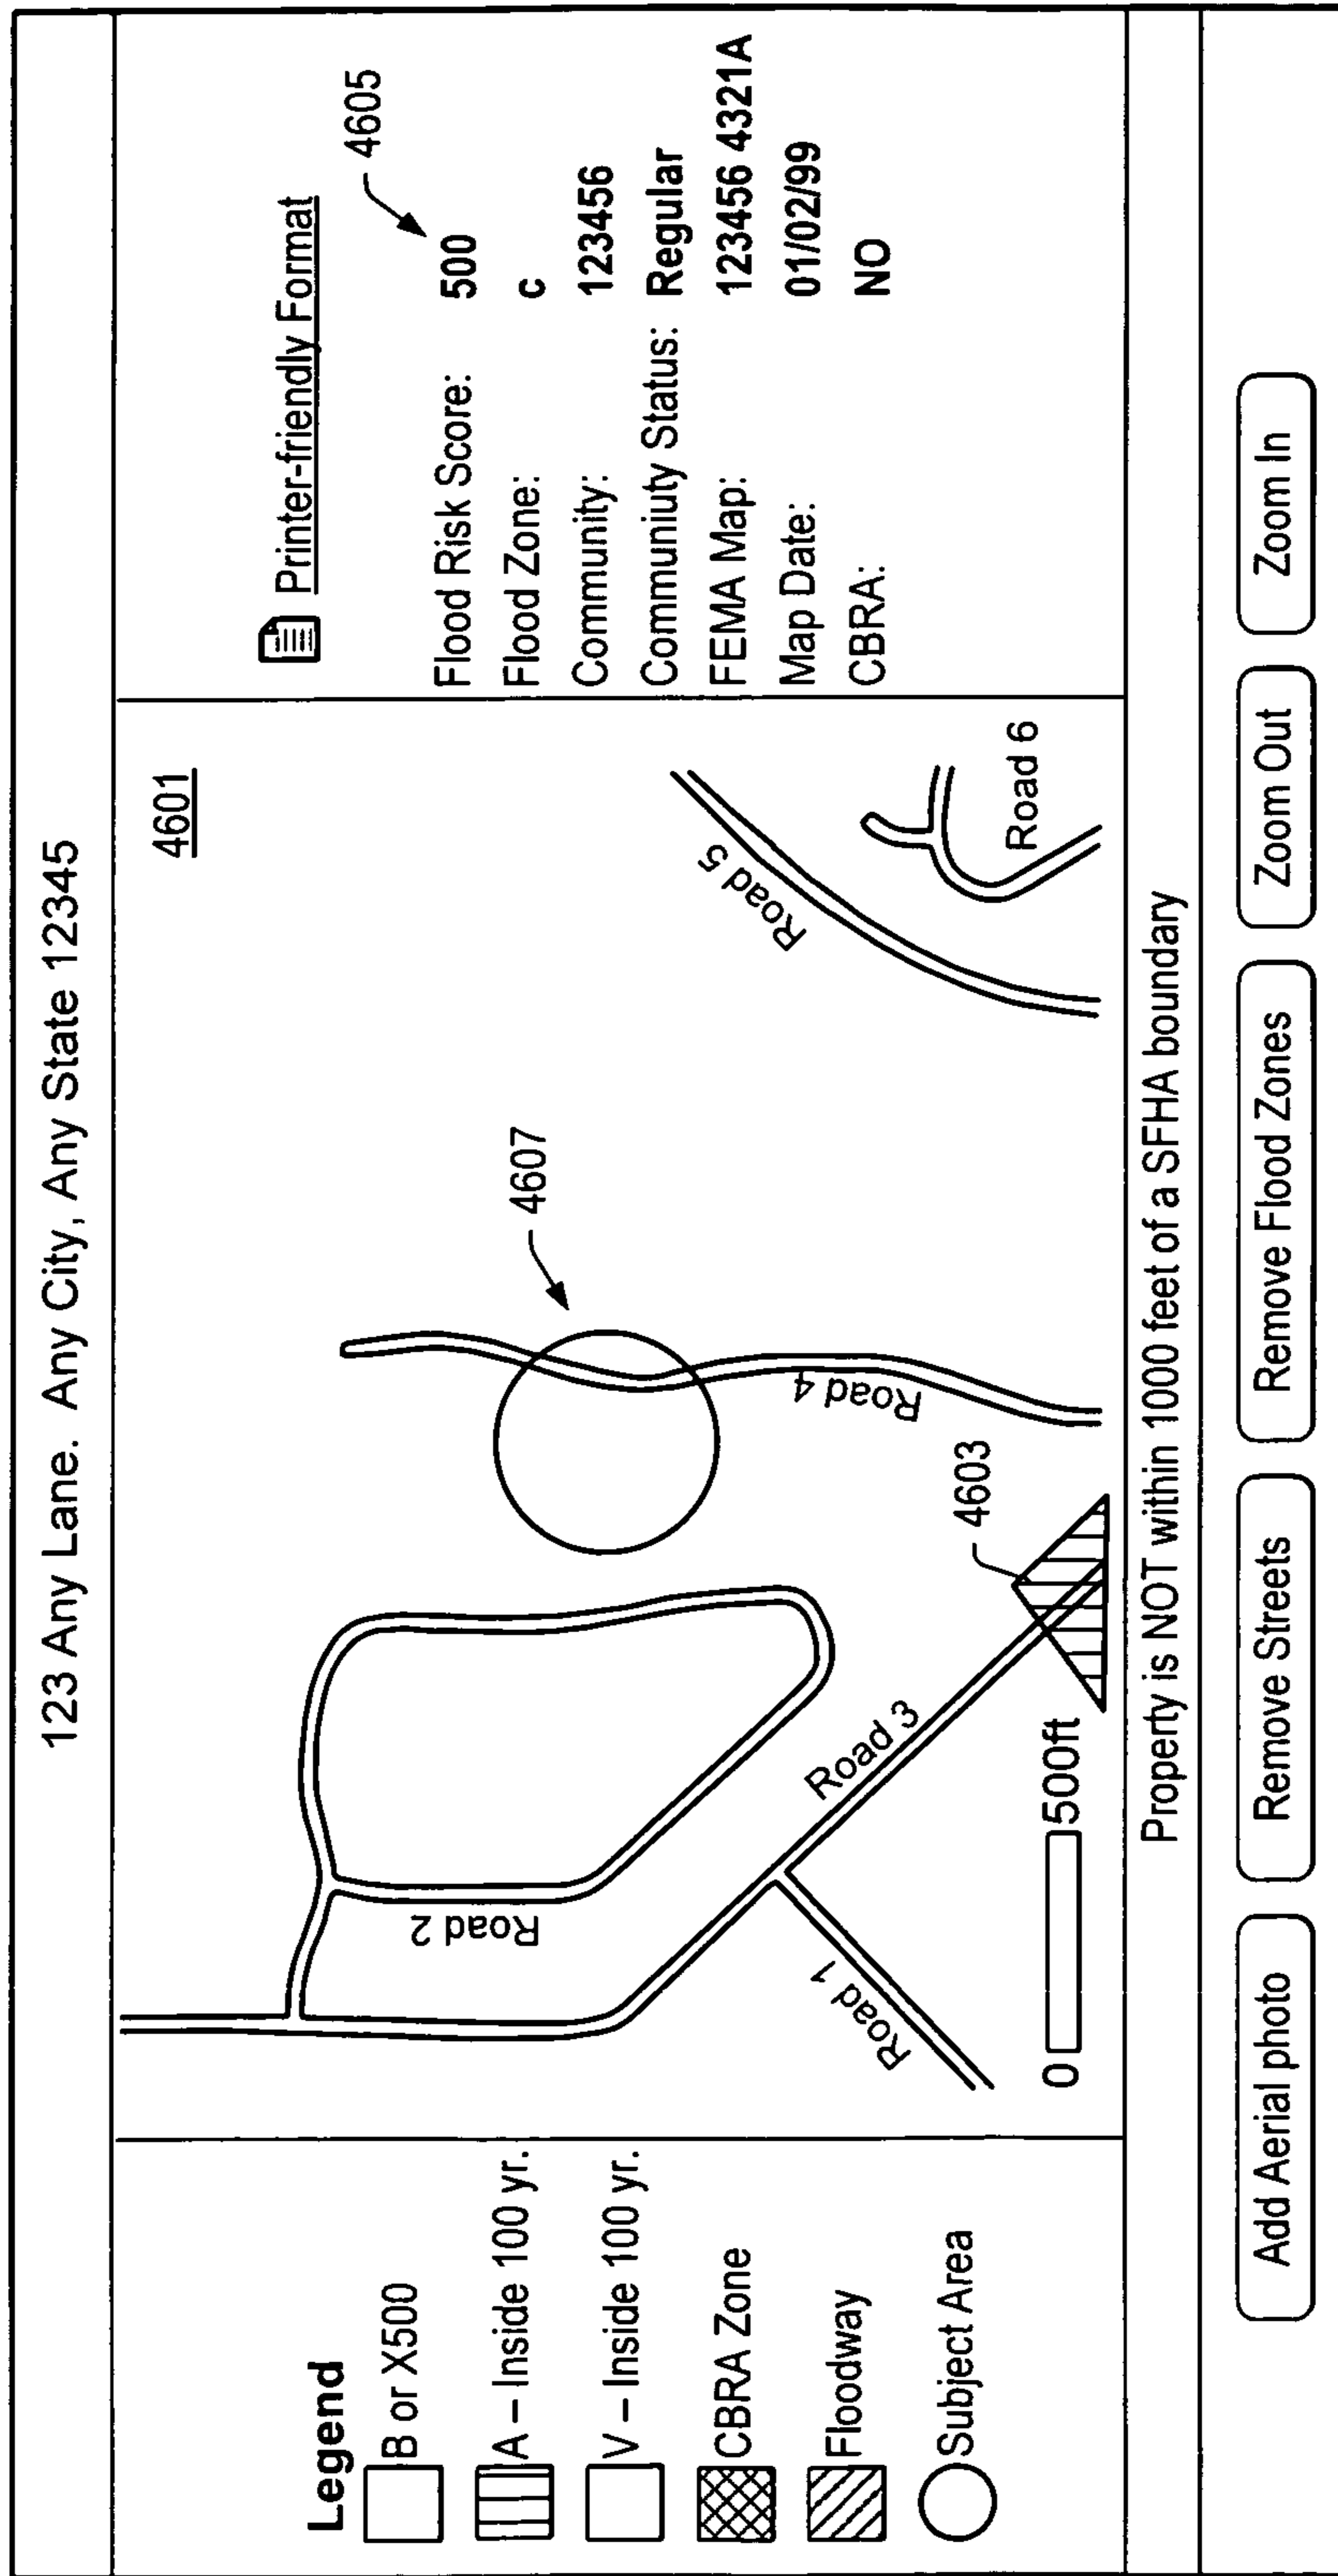 123 Any Lane. Any City, Any State 12345
Legend
B or X500
A – Inside 100 yr.
V – Inside 100 yr.
CBRA Zone
Floodway
Subject Area
4601
4607
4603
Road 2
Road 1
Road 3
Road 4
Road 5
Road 6
0 500ft
Printer-friendly Format
4605
Flood Risk Score: 500
Flood Zone: c
Community: 123456
Communiuty Status: Regular
FEMA Map: 123456 4321A
Map Date: 01/02/99
CBRA: NO
Property is NOT within 1000 feet of a SFHA boundary
Add Aerial photo Remove Streets Remove Flood Zones Zoom Out Zoom In